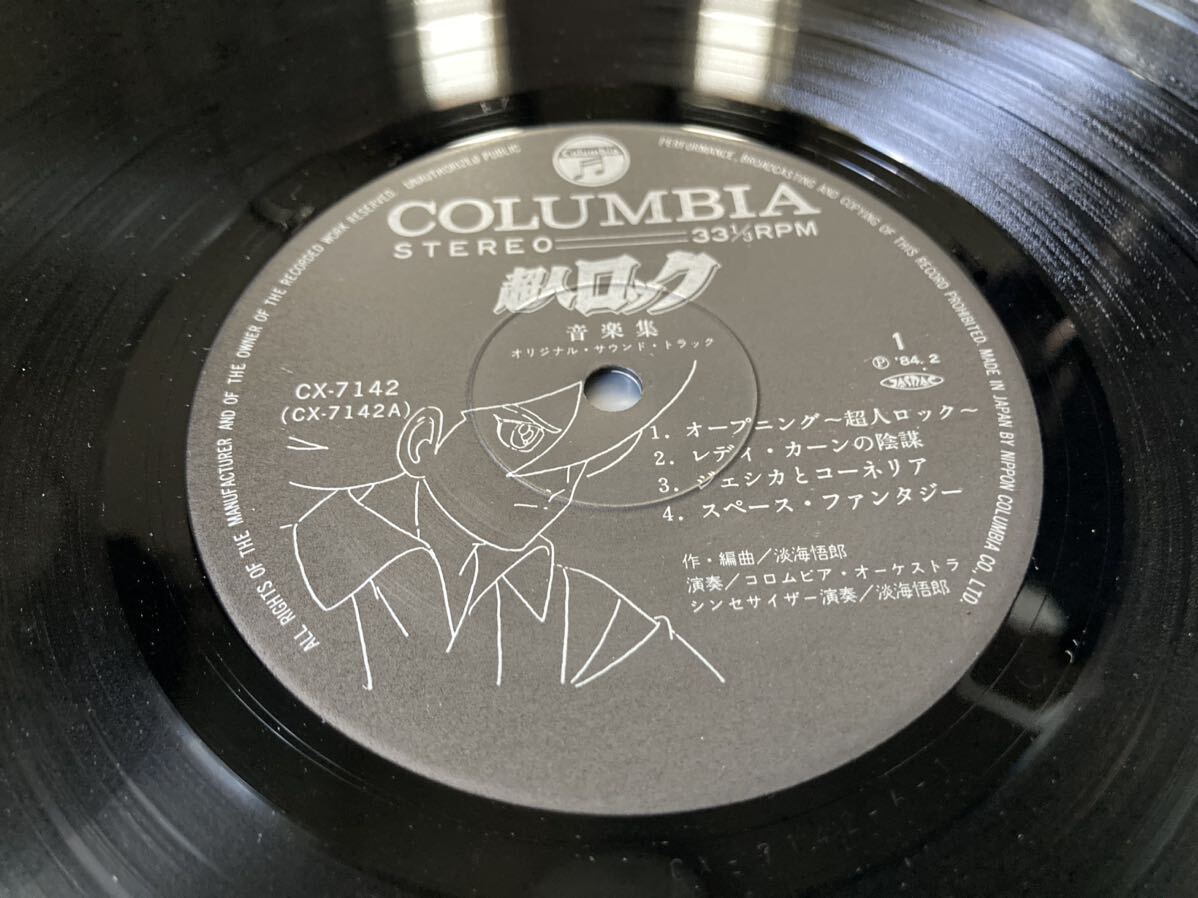 Columbia
COLUMBIA
STEREO 33⅓RPM
超人ロック
音楽集
オリジナル・サウンド・トラック
1
Ⓟ '84. 2
JASRAC
CX-7142
(CX-7142A)
1. オープニング〜超人ロック〜
2. レディ・カーンの陰謀
3. ジェシカとコーネリア
4. スペース・ファンタジー
作・編曲/淡海悟郎
演奏/コロムビア・オーケストラ
シンセサイザー演奏/淡海悟郎
ALL RIGHTS OF THE MANUFACTURER AND OF THE OWNER OF THE RECORDED WORK RESERVED. UNAUTHORIZED PUBLIC PERFORMANCE, BROADCASTING AND COPYING OF THIS RECORD PROHIBITED. MADE IN JAPAN BY NIPPON COLUMBIA CO., LTD.